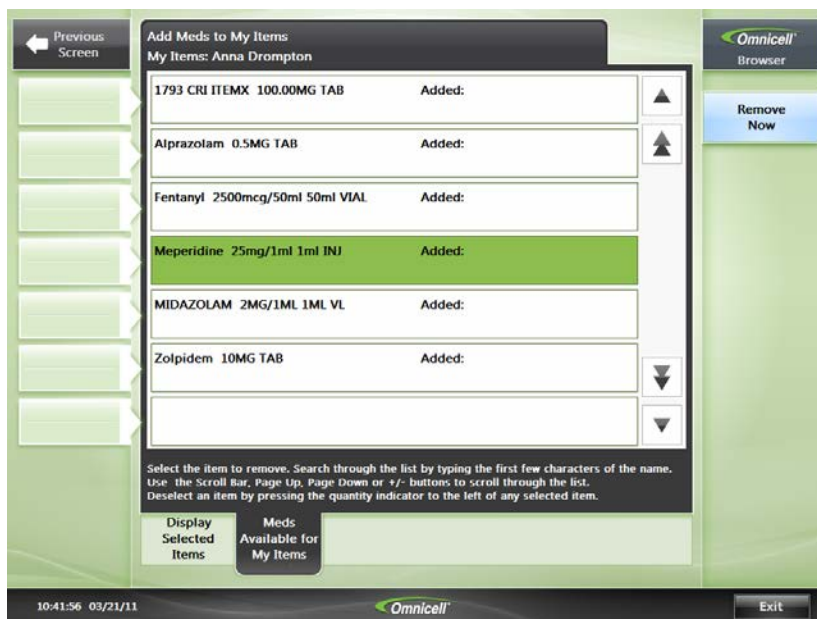 Previous
Screen
Add Meds to My Items
My Items: Anna Drompton
Omnicell
Browser
Remove
Now
1793 CRI ITEMX 100.00MG TAB Added:
Alprazolam 0.5MG TAB Added:
Fentanyl 2500mcg/50ml 50ml VIAL Added:
Meperidine 25mg/1ml 1ml INJ Added:
MIDAZOLAM 2MG/1ML 1ML VL Added:
Zolpidem 10MG TAB Added:
Select the item to remove. Search through the list by typing the first few characters of the name.
Use the Scroll Bar, Page Up, Page Down or +/- buttons to scroll through the list.
Deselect an item by pressing the quantity indicator to the left of any selected item.
Display
Selected
Items
Meds
Available for
My Items
10:41:56 03/21/11
Omnicell
Exit